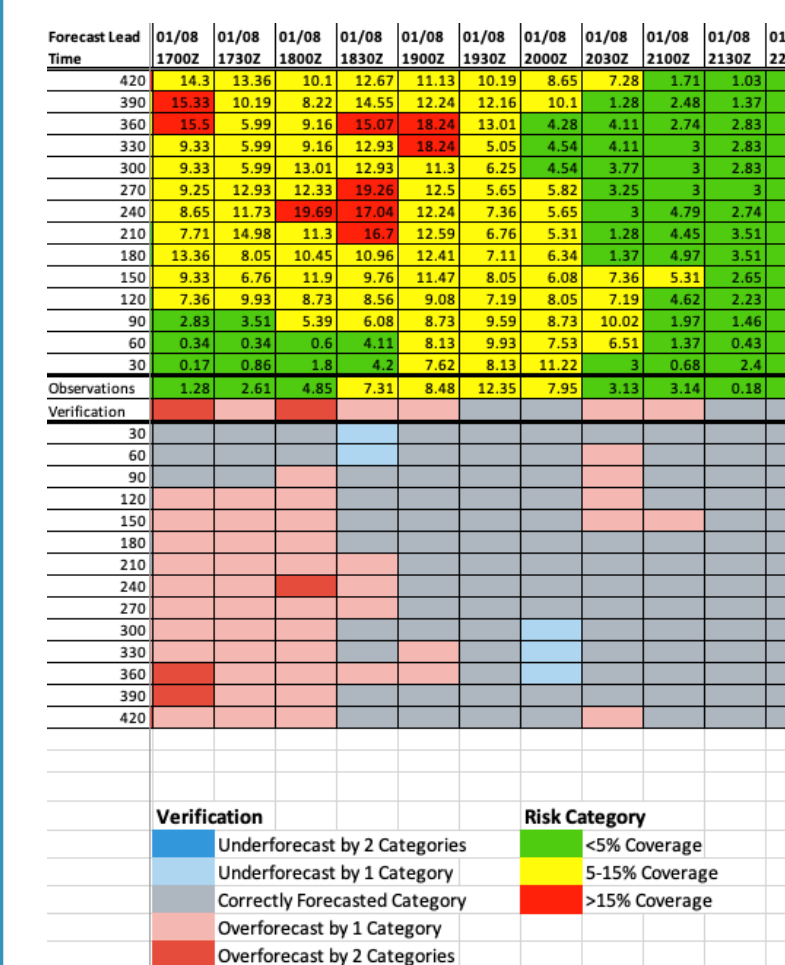 Forecast Lead 01/08 01/08 01/08 01/08 01/08 01/08 01/08 01/08 01/08 01/08 01
Time 1700Z 1730Z 1800Z 1830Z 1900Z 1930Z 2000Z 2030Z 2100Z 2130Z 22
420 14.3 13.36 10.1 12.67 11.13 10.19 8.65 7.28 1.71 1.03
390 15.33 10.19 8.22 14.55 12.24 12.16 10.1 1.28 2.48 1.37
360 15.5 5.99 9.16 15.07 18.24 13.01 4.28 4.11 2.74 2.83
330 9.33 5.99 9.16 12.93 18.24 5.05 4.54 4.11 3 2.83
300 9.33 5.99 13.01 12.93 11.3 6.25 4.54 3.77 3 2.83
270 9.25 12.93 12.33 19.26 12.5 5.65 5.82 3.25 3 3
240 8.65 11.73 19.69 17.04 12.24 7.36 5.65 3 4.79 2.74
210 7.71 14.98 11.3 16.7 12.59 6.76 5.31 1.28 4.45 3.51
180 13.36 8.05 10.45 10.96 12.41 7.11 6.34 1.37 4.97 3.51
150 9.33 6.76 11.9 9.76 11.47 8.05 6.08 7.36 5.31 2.65
120 7.36 9.93 8.73 8.56 9.08 7.19 8.05 7.19 4.62 2.23
90 2.83 3.51 5.39 6.08 8.73 9.59 8.73 10.02 1.97 1.46
60 0.34 0.34 0.6 4.11 8.13 9.93 7.53 6.51 1.37 0.43
30 0.17 0.86 1.8 4.2 7.62 8.13 11.22 3 0.68 2.4
Observations 1.28 2.61 4.85 7.31 8.48 12.35 7.95 3.13 3.14 0.18
Verification
30
60
90
120
150
180
210
240
270
300
330
360
390
420
Verification Risk Category
Underforecast by 2 Categories <5% Coverage
Underforecast by 1 Category 5-15% Coverage
Correctly Forecasted Category >15% Coverage
Overforecast by 1 Category
Overforecast by 2 Categories